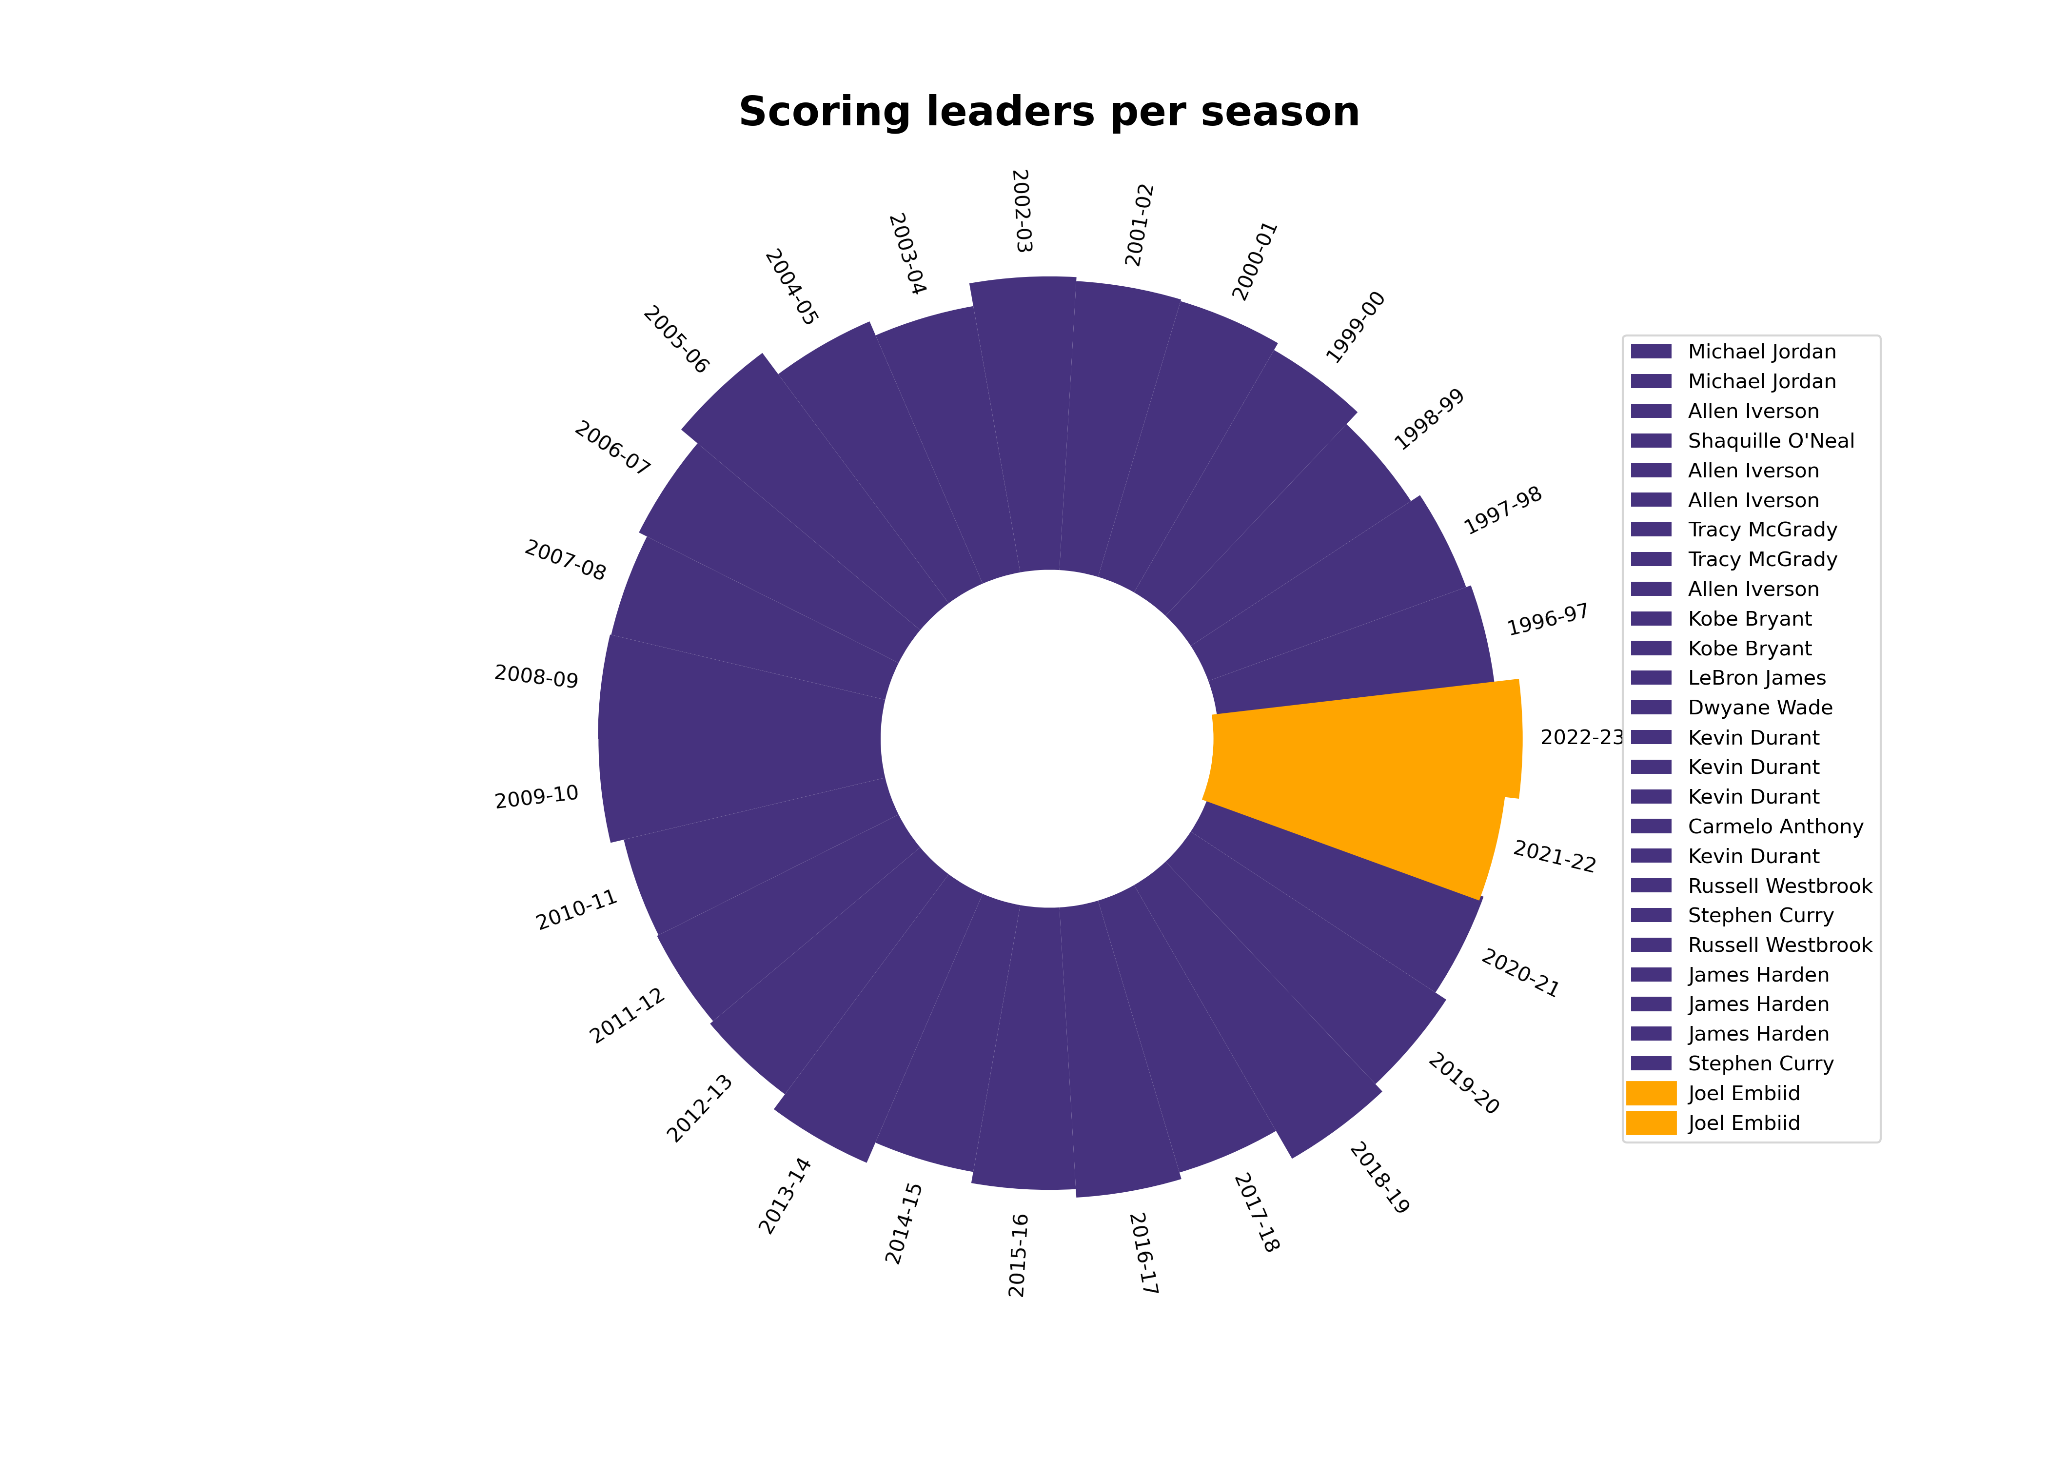 Scoring leaders per season
2002-03
2001-02
2000-01
1999-00
1998-99
1997-98
1996-97
2022-23
2021-22
2020-21
2019-20
2018-19
2017-18
2016-17
2015-16
2014-15
2013-14
2012-13
2011-12
2010-11
2009-10
2008-09
2007-08
2006-07
2005-06
2004-05
2003-04
Michael Jordan
Michael Jordan
Allen Iverson
Shaquille O'Neal
Allen Iverson
Allen Iverson
Tracy McGrady
Tracy McGrady
Allen Iverson
Kobe Bryant
Kobe Bryant
LeBron James
Dwyane Wade
Kevin Durant
Kevin Durant
Kevin Durant
Carmelo Anthony
Kevin Durant
Russell Westbrook
Stephen Curry
Russell Westbrook
James Harden
James Harden
James Harden
Stephen Curry
Joel Embiid
Joel Embiid